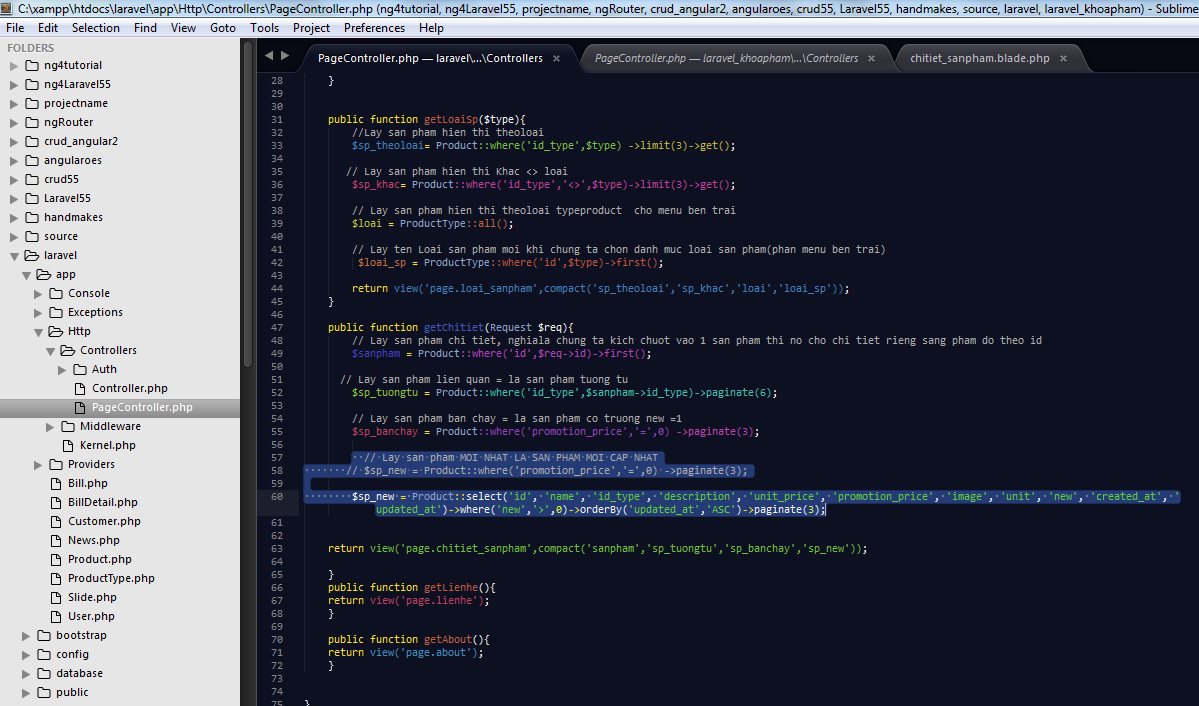 C:\xampp\htdocs\laravel\app\Http\Controllers\PageController.php (ng4tutorial, ng4Laravel55, projectname, ngRouter, crud_angular2, angularoes, crud55, Laravel55, handmakes, source, laravel, laravel_khoapham) - Sublime
File Edit Selection Find View Goto Tools Project Preferences Help
FOLDERS
ng4tutorial
ng4Laravel55
projectname
ngRouter
crud_angular2
angularoes
crud55
Laravel55
handmakes
source
laravel
app
Console
Exceptions
Http
Controllers
Auth
Controller.php
PageController.php
Middleware
Kernel.php
Providers
Bill.php
BillDetail.php
Customer.php
News.php
Product.php
ProductType.php
Slide.php
User.php
bootstrap
config
database
public
PageController.php — laravel\...\Controllers × PageController.php — laravel_khoapham\...\Controllers × chitiet_sanpham.blade.php ×
28 }
29
30
31 public function getLoaiSp($type){
32 //Lay san pham hien thi theoloai
33 $sp_theoloai= Product::where('id_type',$type) ->limit(3)->get();
34
35 // Lay san pham hien thi Khac <> loai
36 $sp_khac= Product::where('id_type','<>',$type)->limit(3)->get();
37
38 // Lay san pham hien thi theoloai typeproduct  cho menu ben trai
39 $loai = ProductType::all();
40
41 // Lay ten Loai san pham moi khi chung ta chon danh muc loai san pham(phan menu ben trai)
42 $loai_sp = ProductType::where('id',$type)->first();
43
44 return view('page.loai_sanpham',compact('sp_theoloai','sp_khac','loai','loai_sp'));
45 }
46
47 public function getChitiet(Request $req){
48 // Lay san pham chi tiet, nghiala chung ta kich chuot vao 1 san pham thi no cho chi tiet rieng sang pham do theo id
49 $sanpham = Product::where('id',$req->id)->first();
50
51 // Lay san pham lien quan = la san pham tuong tu
52 $sp_tuongtu = Product::where('id_type',$sanpham->id_type)->paginate(6);
53
54 // Lay san pham ban chay = la san pham co truong new =1
55 $sp_banchay = Product::where('promotion_price','=',0) ->paginate(3);
56
57 // Lay san pham MOI NHAT LA SAN PHAM MOI CAP NHAT
58 // $sp_new = Product::where('promotion_price','=',0) ->paginate(3);
59
60 $sp_new = Product::select('id', 'name', 'id_type', 'description', 'unit_price', 'promotion_price', 'image', 'unit', 'new', 'created_at', '
updated_at')->where('new','>',0)->orderBy('updated_at','ASC')->paginate(3);
61
62
63 return view('page.chitiet_sanpham',compact('sanpham','sp_tuongtu','sp_banchay','sp_new'));
64
65 }
66 public function getLienhe(){
67 return view('page.lienhe');
68 }
69
70 public function getAbout(){
71 return view('page.about');
72 }
73
74
75 }